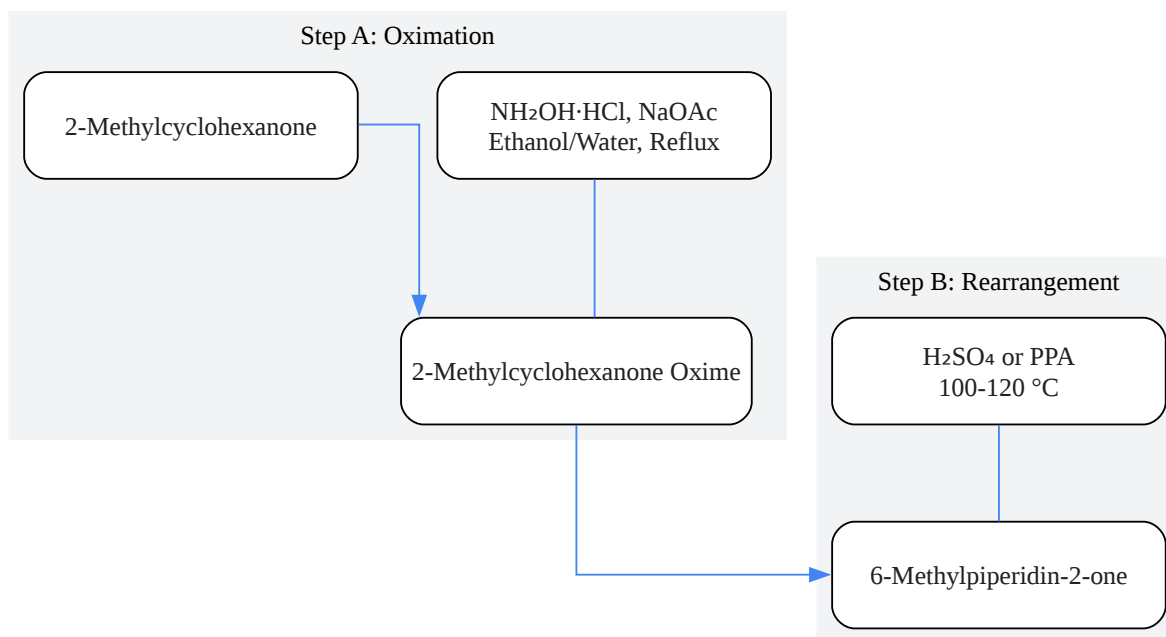 Step A: Oximation
2-Methylcyclohexanone
NH₂OH·HCl, NaOAc
Ethanol/Water, Reflux
2-Methylcyclohexanone Oxime
Step B: Rearrangement
H₂SO₄ or PPA
100-120 °C
6-Methylpiperidin-2-one